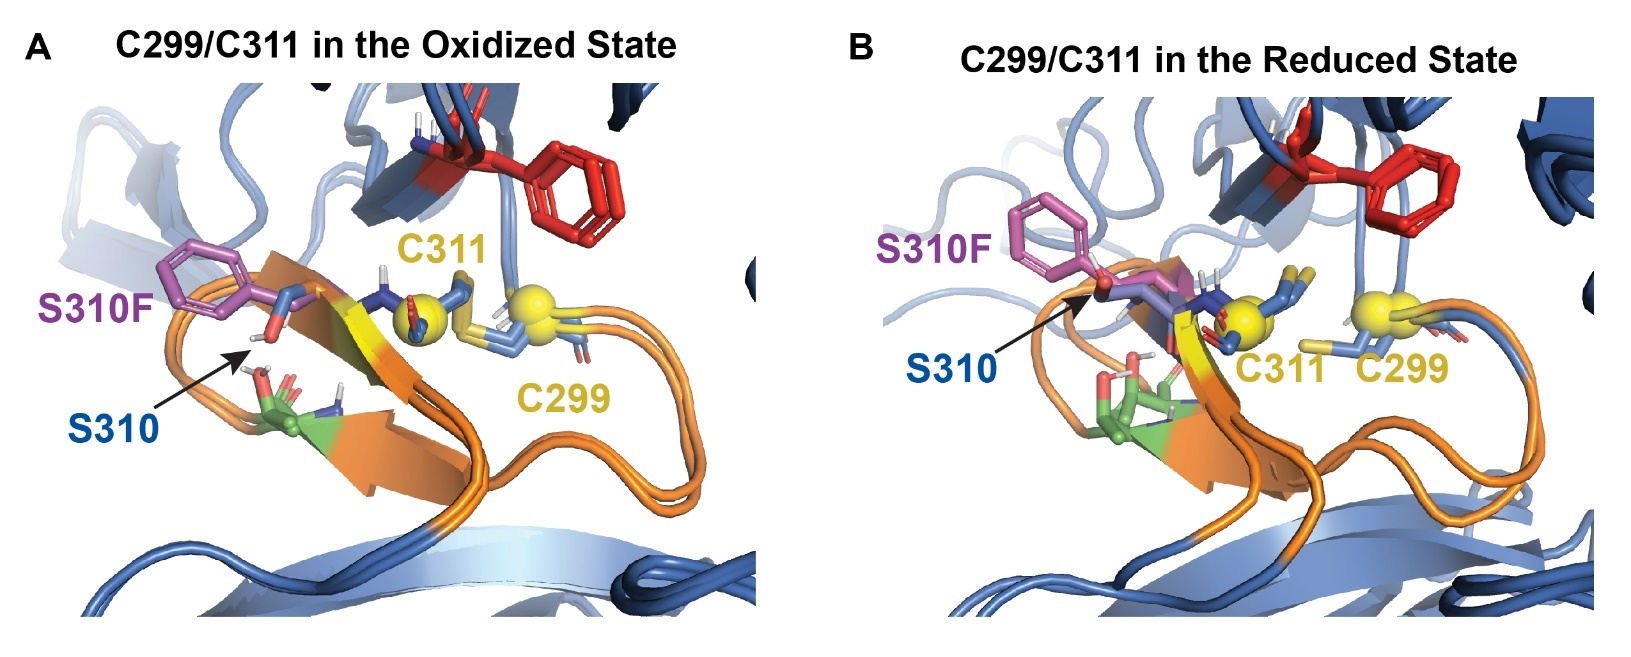 A
C299/C311 in the Oxidized State
C311
S310F
S310
C299
B
C299/C311 in the Reduced State
S310F
S310
C311
C299